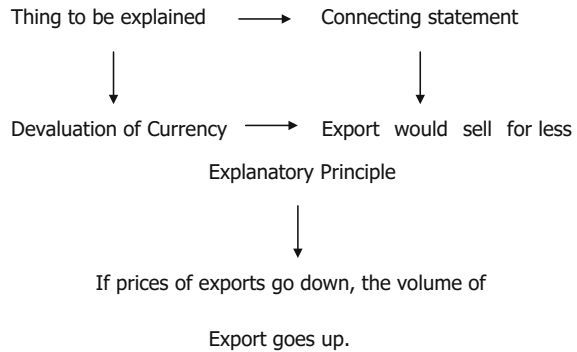 Thing to be explained Connecting statement
Devaluation of Currency Export would sell for less
Explanatory Principle
If prices of exports go down, the volume of
Export goes up.